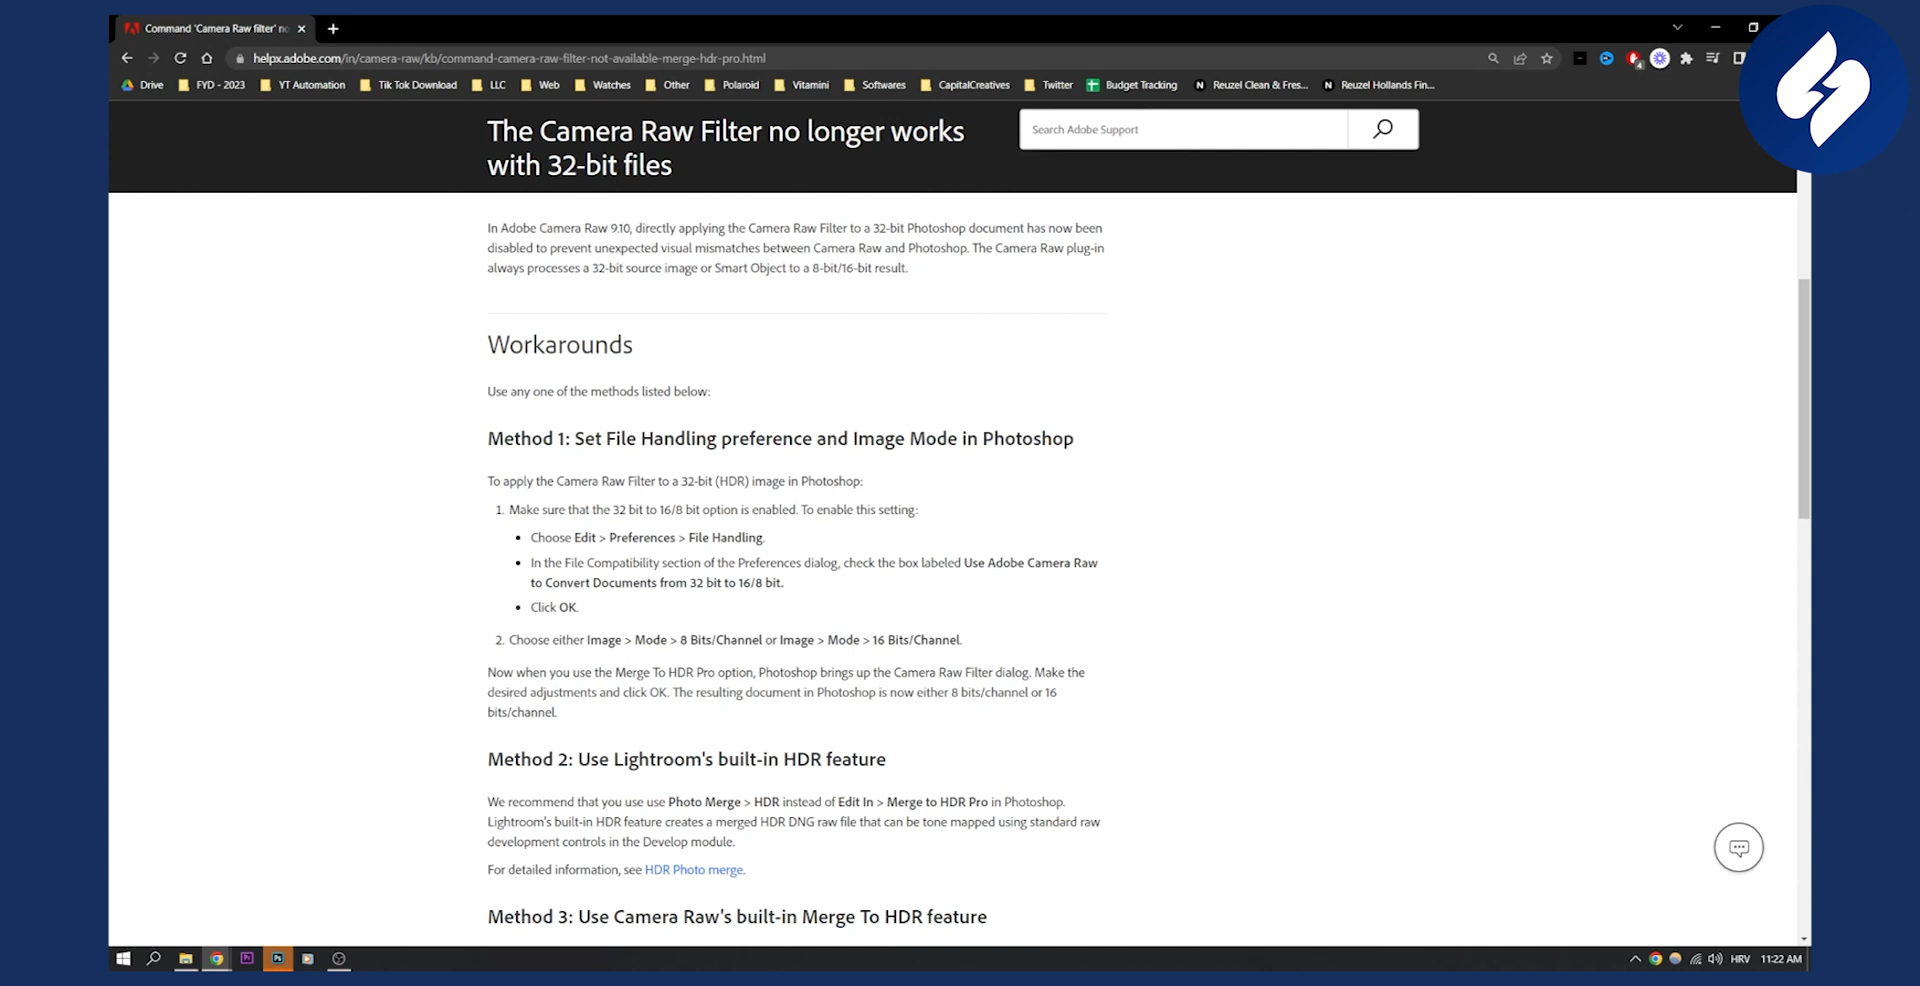 Command 'Camera Raw filter' no
helpx.adobe.com/in/camera-raw/kb/command-camera-raw-filter-not-available-merge-hdr-pro.html
4
Drive FYD - 2023 YT Automation Tik Tok Download LLC Web Watches Other Polaroid Vitamini Softwares CapitalCreatives Twitter Budget Tracking N Reuzel Clean & Fres... N Reuzel Hollands Fin...
The Camera Raw Filter no longer works
with 32-bit files
Search Adobe Support
In Adobe Camera Raw 9.10, directly applying the Camera Raw Filter to a 32-bit Photoshop document has now been
disabled to prevent unexpected visual mismatches between Camera Raw and Photoshop. The Camera Raw plug-in
always processes a 32-bit source image or Smart Object to a 8-bit/16-bit result.
Workarounds
Use any one of the methods listed below:
Method 1: Set File Handling preference and Image Mode in Photoshop
To apply the Camera Raw Filter to a 32-bit (HDR) image in Photoshop:
1. Make sure that the 32 bit to 16/8 bit option is enabled. To enable this setting:
• Choose Edit > Preferences > File Handling.
• In the File Compatibility section of the Preferences dialog, check the box labeled Use Adobe Camera Raw
to Convert Documents from 32 bit to 16/8 bit.
• Click OK.
2. Choose either Image > Mode > 8 Bits/Channel or Image > Mode > 16 Bits/Channel.
Now when you use the Merge To HDR Pro option, Photoshop brings up the Camera Raw Filter dialog. Make the
desired adjustments and click OK. The resulting document in Photoshop is now either 8 bits/channel or 16
bits/channel.
Method 2: Use Lightroom's built-in HDR feature
We recommend that you use use Photo Merge > HDR instead of Edit In > Merge to HDR Pro in Photoshop.
Lightroom's built-in HDR feature creates a merged HDR DNG raw file that can be tone mapped using standard raw
development controls in the Develop module.
For detailed information, see HDR Photo merge.
Method 3: Use Camera Raw's built-in Merge To HDR feature
Pr Ps HRV 11:22 AM